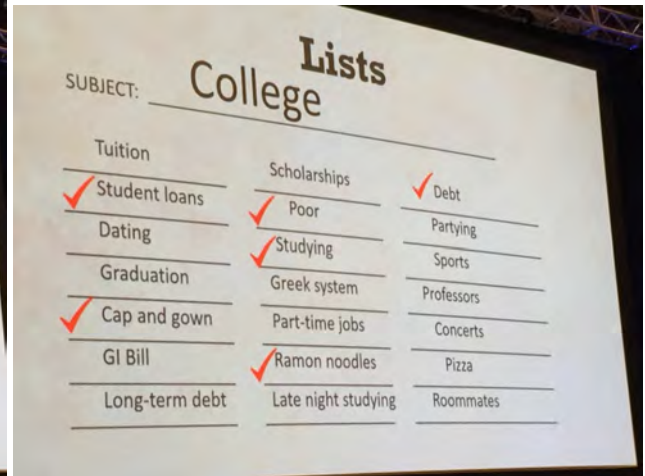 Lists
SUBJECT: College
Tuition
Student loans
Dating
Graduation
Cap and gown
GI Bill
Long-term debt
Scholarships
Poor
Studying
Greek system
Part-time jobs
Ramon noodles
Late night studying
Debt
Partying
Sports
Professors
Concerts
Pizza
Roommates